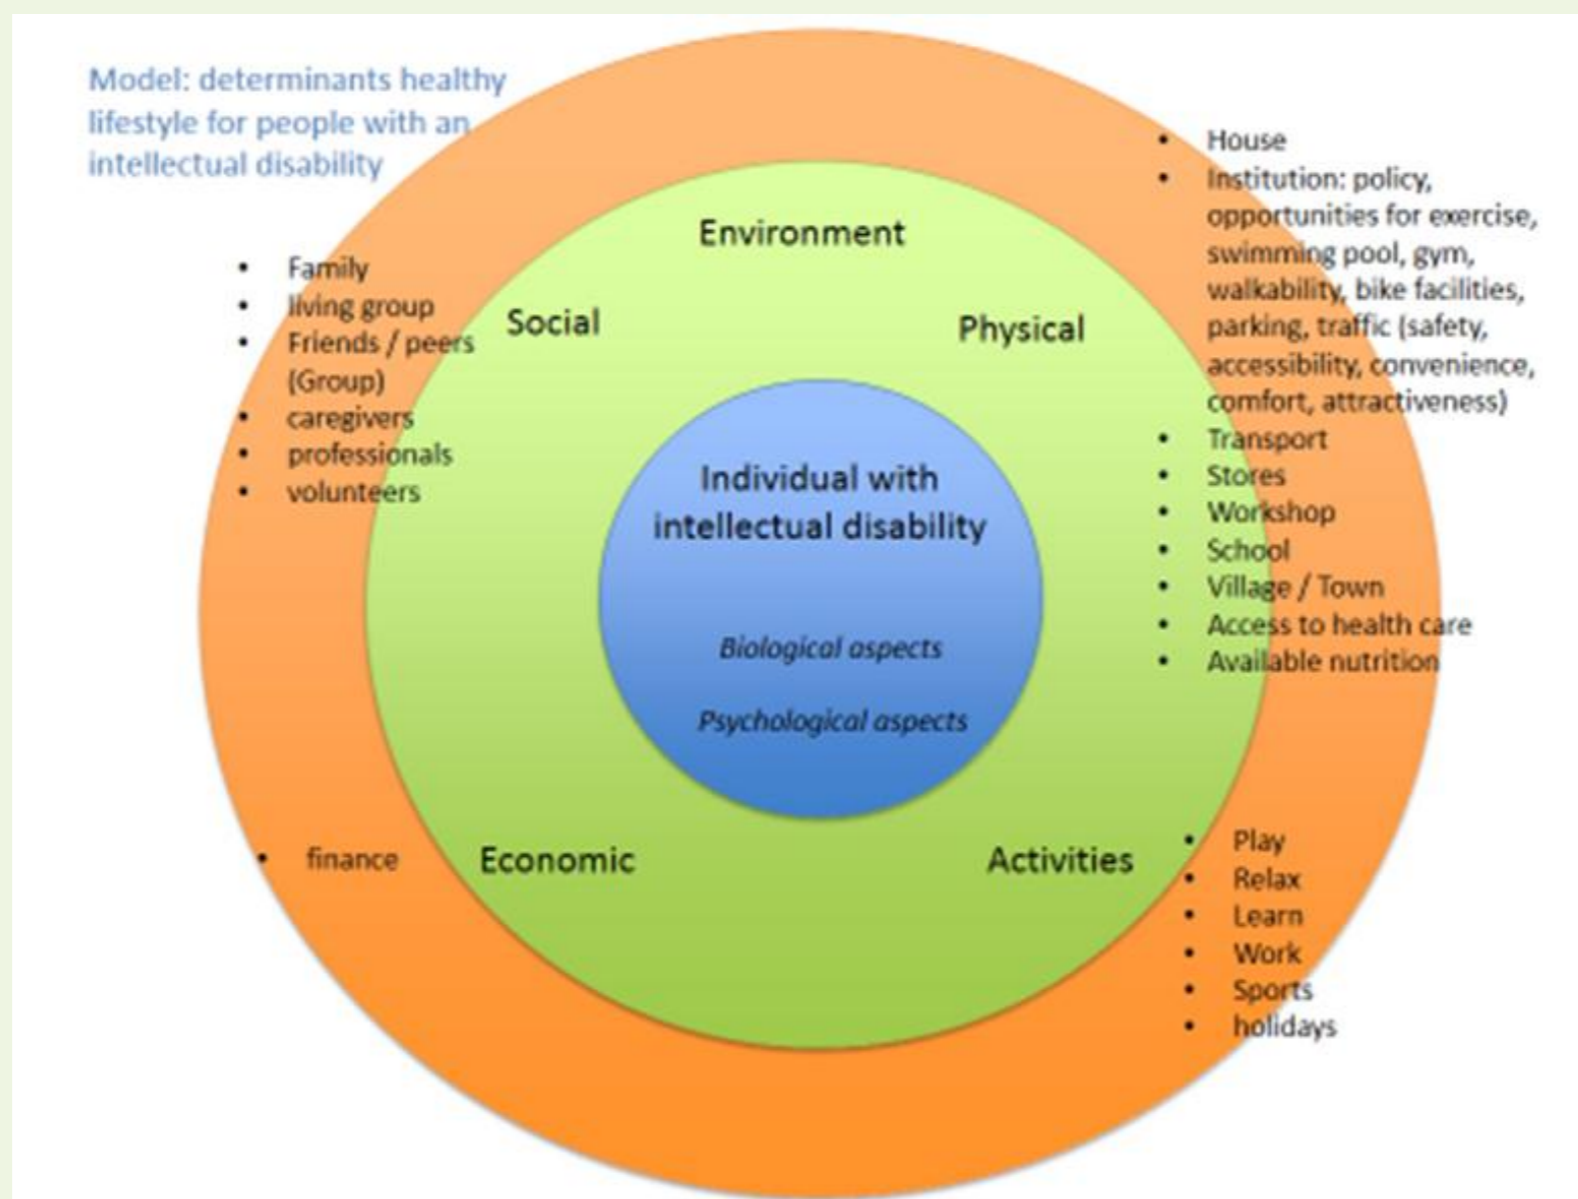 Model: determinants healthy
lifestyle for people with an
intellectual disability
Environment
Social
Physical
• Family
• living group
• Friends / peers
(Group)
• caregivers
• professionals
• volunteers
• House
• Institution: policy,
opportunities for exercise,
swimming pool, gym,
walkability, bike facilities,
parking, traffic (safety,
accessibility, convenience,
comfort, attractiveness)
• Transport
• Stores
• Workshop
• School
• Village / Town
• Access to health care
• Available nutrition
Individual with
intellectual disability
Biological aspects
Psychological aspects
• finance
Economic
Activities
• Play
• Relax
• Learn
• Work
• Sports
• holidays